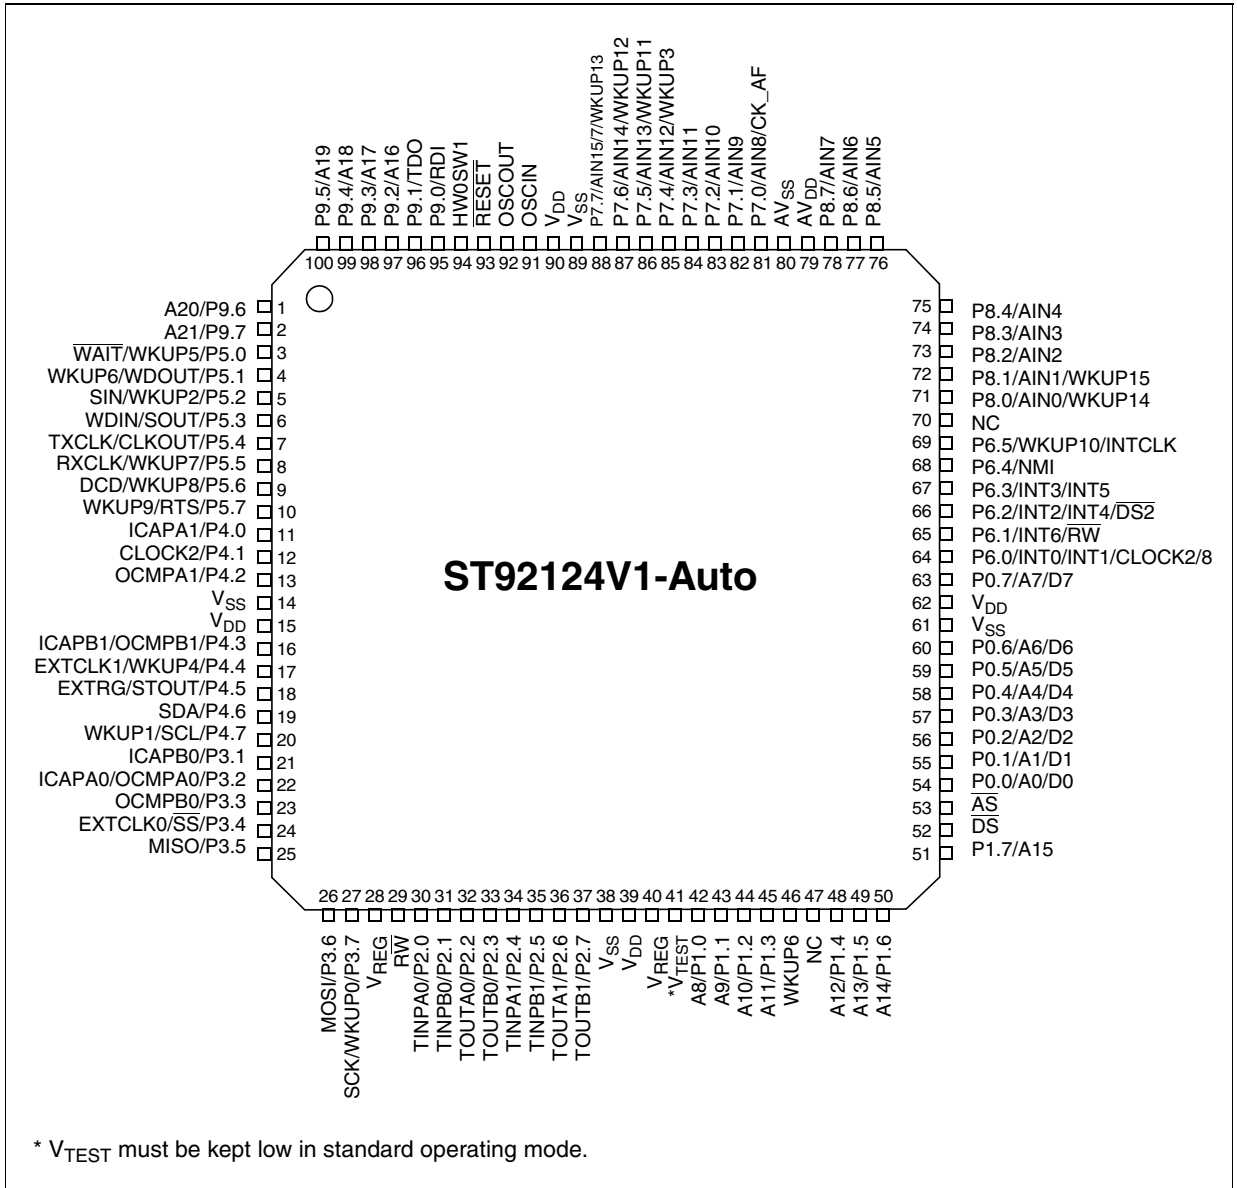 P9.5/A19
P9.4/A18
P9.3/A17
P9.2/A16
P9.1/TDO
P9.0/RDI
HW0SW1
R̅E̅S̅E̅T̅
OSCOUT
OSCIN
VDD
VSS
P7.7/AIN15/7/WKUP13
P7.6/AIN14/WKUP12
P7.5/AIN13/WKUP11
P7.4/AIN12/WKUP3
P7.3/AIN11
P7.2/AIN10
P7.1/AIN9
P7.0/AIN8/CK_AF
AVSS
AVDD
P8.7/AIN7
P8.6/AIN6
P8.5/AIN5
100 99 98 97 96 95 94 93 92 91 90 89 88 87 86 85 84 83 82 81 80 79 78 77 76
A20/P9.6 1
A21/P9.7 2
W̅A̅I̅T̅/WKUP5/P5.0 3
WKUP6/WDOUT/P5.1 4
SIN/WKUP2/P5.2 5
WDIN/SOUT/P5.3 6
TXCLK/CLKOUT/P5.4 7
RXCLK/WKUP7/P5.5 8
DCD/WKUP8/P5.6 9
WKUP9/RTS/P5.7 10
ICAPA1/P4.0 11
CLOCK2/P4.1 12
OCMPA1/P4.2 13
VSS 14
VDD 15
ICAPB1/OCMPB1/P4.3 16
EXTCLK1/WKUP4/P4.4 17
EXTRG/STOUT/P4.5 18
SDA/P4.6 19
WKUP1/SCL/P4.7 20
ICAPB0/P3.1 21
ICAPA0/OCMPA0/P3.2 22
OCMPB0/P3.3 23
EXTCLK0/S̅S̅/P3.4 24
MISO/P3.5 25
ST92124V1-Auto
75 P8.4/AIN4
74 P8.3/AIN3
73 P8.2/AIN2
72 P8.1/AIN1/WKUP15
71 P8.0/AIN0/WKUP14
70 NC
69 P6.5/WKUP10/INTCLK
68 P6.4/NMI
67 P6.3/INT3/INT5
66 P6.2/INT2/INT4/D̅S̅2̅
65 P6.1/INT6/R̅W̅
64 P6.0/INT0/INT1/CLOCK2/8
63 P0.7/A7/D7
62 VDD
61 VSS
60 P0.6/A6/D6
59 P0.5/A5/D5
58 P0.4/A4/D4
57 P0.3/A3/D3
56 P0.2/A2/D2
55 P0.1/A1/D1
54 P0.0/A0/D0
53 A̅S̅
52 D̅S̅
51 P1.7/A15
26 27 28 29 30 31 32 33 34 35 36 37 38 39 40 41 42 43 44 45 46 47 48 49 50
MOSI/P3.6
SCK/WKUP0/P3.7
VREG
R̅W̅
TINPA0/P2.0
TINPB0/P2.1
TOUTA0/P2.2
TOUTB0/P2.3
TINPA1/P2.4
TINPB1/P2.5
TOUTA1/P2.6
TOUTB1/P2.7
VSS
VDD
VREG
*VTEST
A8/P1.0
A9/P1.1
A10/P1.2
A11/P1.3
WKUP6
NC
A12/P1.4
A13/P1.5
A14/P1.6
* VTEST must be kept low in standard operating mode.